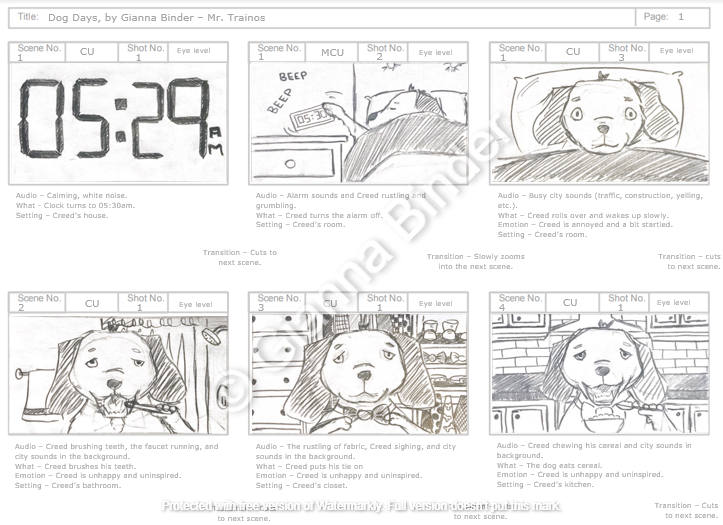 Title: Dog Days, by Gianna Binder – Mr. Trainos
Page: 1
Scene No. 1 CU Shot No. 1 Eye level
05:29 AM
Audio – Calming, white noise.
What - Clock turns to 05:30am.
Setting – Creed's house.
Transition – Cuts to
next scene.
Scene No. 1 MCU Shot No. 2 Eye level
BEEP
BEEP
05:30
Audio – Alarm sounds and Creed rustling and
grumbling.
What – Creed turns the alarm off.
Setting – Creed's room.
Transition – Slowly zooms
into the next scene.
Scene No. 1 CU Shot No. 3 Eye level
Audio – Busy city sounds (traffic, construction, yelling,
etc.).
What – Creed rolls over and wakes up slowly.
Emotion – Creed is annoyed and a bit startled.
Setting – Creed's room.
Transition – cuts
to next scene.
Scene No. 2 CU Shot No. 1 Eye level
Audio – Creed brushing teeth, the faucet running, and
city sounds in the background.
What – Creed brushes his teeth.
Emotion – Creed is unhappy and uninspired.
Setting – Creed's bathroom.
to next scene.
Scene No. 3 CU Shot No. 1 Eye level
Audio – The rustling of fabric, Creed sighing, and city
sounds in the background.
What – Creed puts his tie on
Emotion – Creed is unhappy and uninspired.
Setting – Creed's closet.
to next scene.
Scene No. 4 CU Shot No. 1 Eye level
Audio – Creed chewing his cereal and city sounds in
background.
What – The dog eats cereal.
Emotion – Creed is unhappy and uninspired.
Setting – Creed's kitchen.
Transition – Cuts
to next scene.
© Gianna Binder
Protected with free version of Watermarkly. Full version doesn't put this mark.